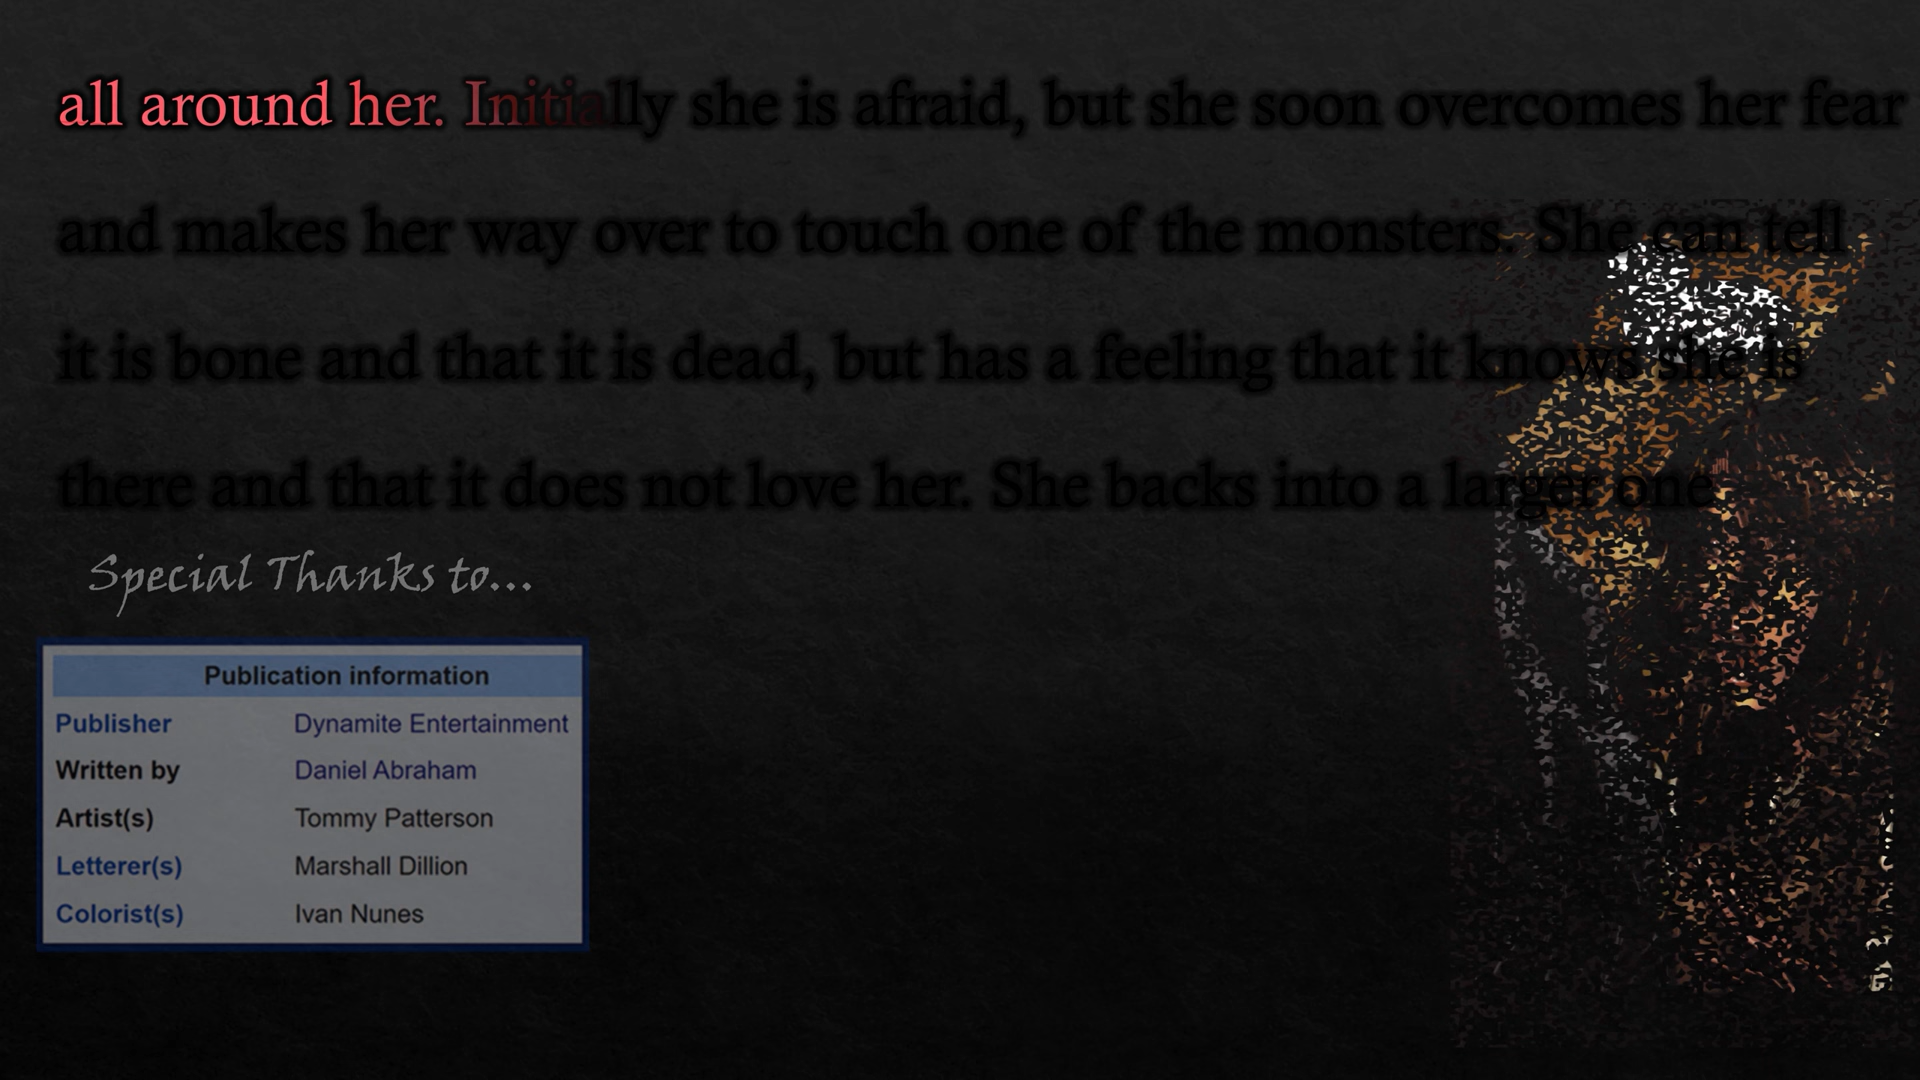 all around her. Initially she is afraid, but she soon overcomes her fear
and makes her way over to touch one of the monsters. She can tell
it is bone and that it is dead, but has a feeling that it knows she is
there and that it does not love her. She backs into a larger one
Special Thanks to...
Publication information
Publisher Dynamite Entertainment
Written by Daniel Abraham
Artist(s) Tommy Patterson
Letterer(s) Marshall Dillion
Colorist(s) Ivan Nunes